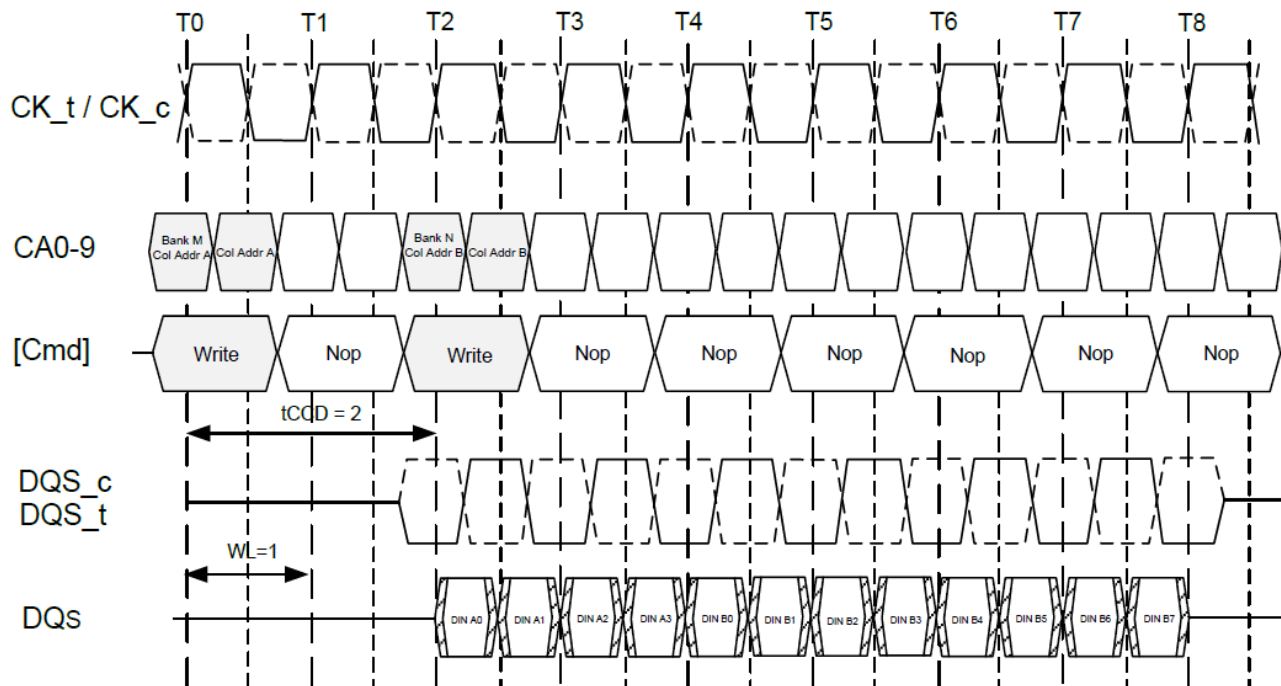 T0 T1 T2 T3 T4 T5 T6 T7 T8
CK_t / CK_c
CA0-9
Bank M
Col Addr A
Col Addr A
Bank N
Col Addr B
Col Addr B
[Cmd]
Write Nop Write Nop Nop Nop Nop Nop Nop
tCCD = 2
DQS_c
DQS_t
WL=1
DQs
DIN A0 DIN A1 DIN A2 DIN A3 DIN B0 DIN B1 DIN B2 DIN B3 DIN B4 DIN B5 DIN B6 DIN B7